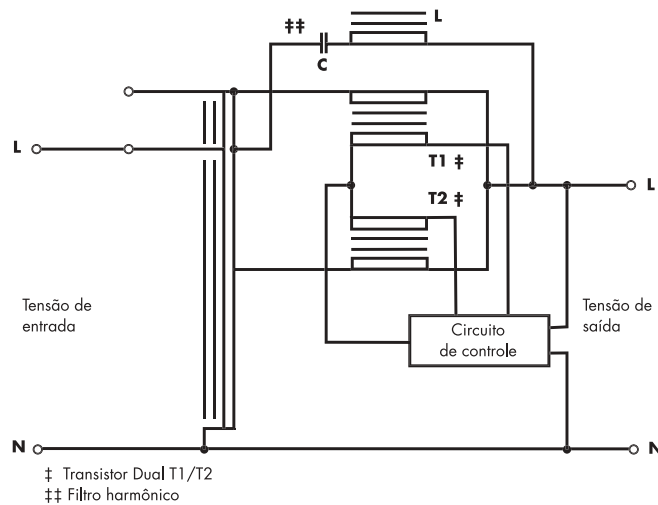 ‡‡
L
C
L
T1 ‡
T2 ‡
L
Tensão de
entrada
Circuito
de controle
Tensão de
saída
N
N
‡ Transistor Dual T1/T2
‡‡ Filtro harmônico